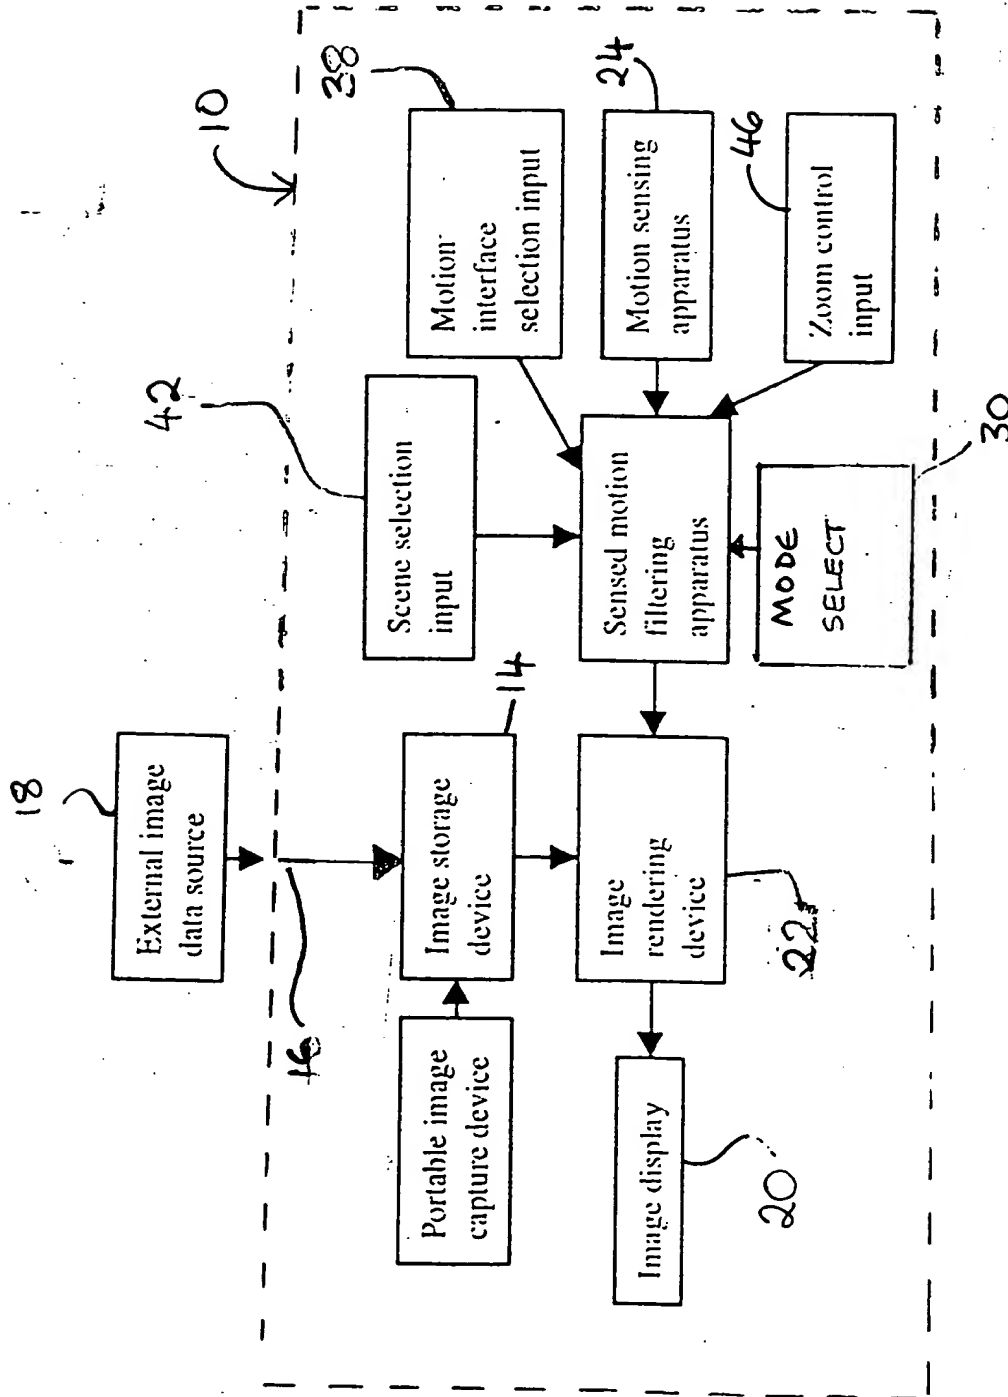 18
External image
data source
10
16
42
38
Portable image
capture device
Image storage
device
14
Scene selection
input
Motion
interface
selection input
24
Image display
20
Image
rendering
device
22
Sensed motion
filtering
apparatus
Motion sensing
apparatus
46
MODE
SELECT
30
Zoom control
input